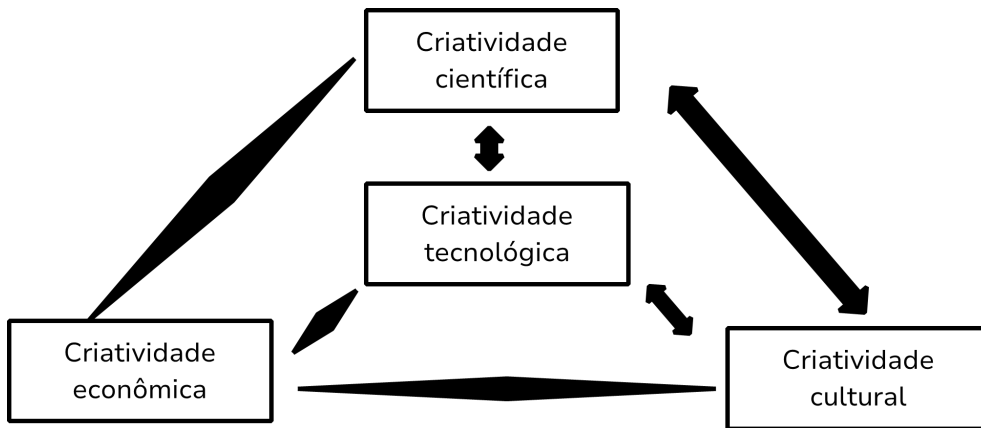 Criatividade
científica
Criatividade
tecnológica
Criatividade
econômica
Criatividade
cultural